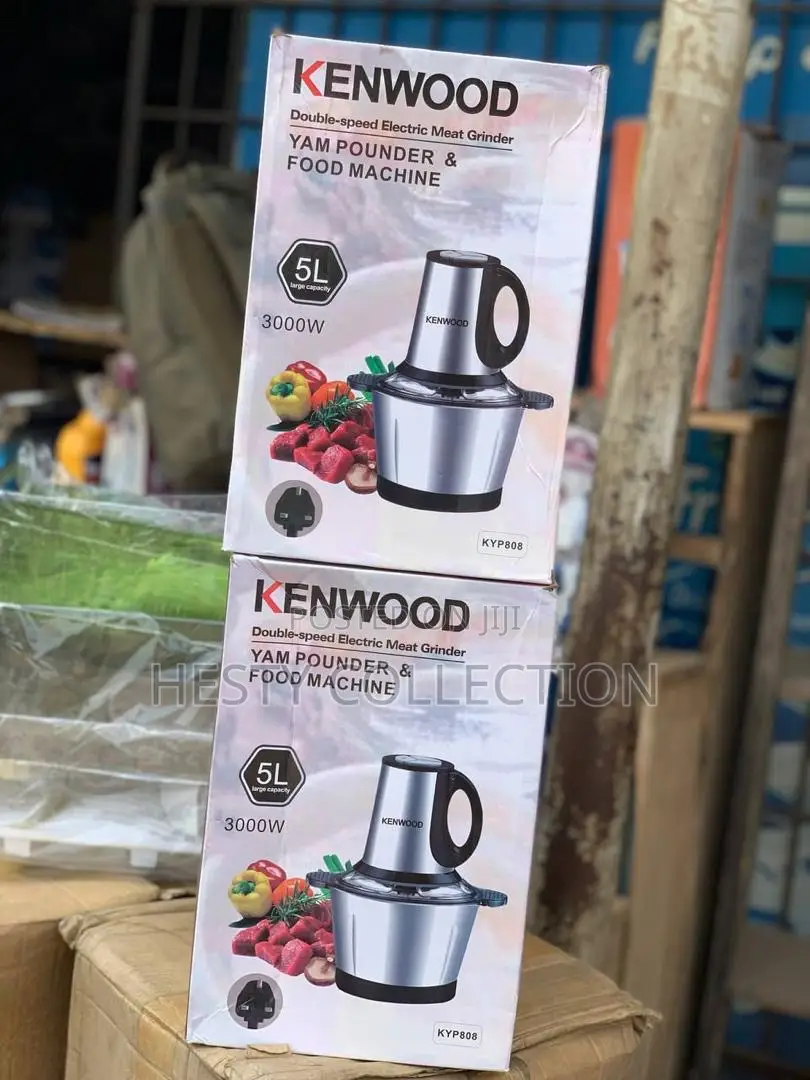 KENWOOD
Double-speed Electric Meat Grinder
YAM POUNDER &
FOOD MACHINE
5L
large capacity
3000W
KENWOOD
KYP808
KENWOOD
POSTED ON JIJI
Double-speed Electric Meat Grinder
YAM POUNDER &
FOOD MACHINE
HESTY COLLECTION
5L
large capacity
3000W
KENWOOD
KYP808